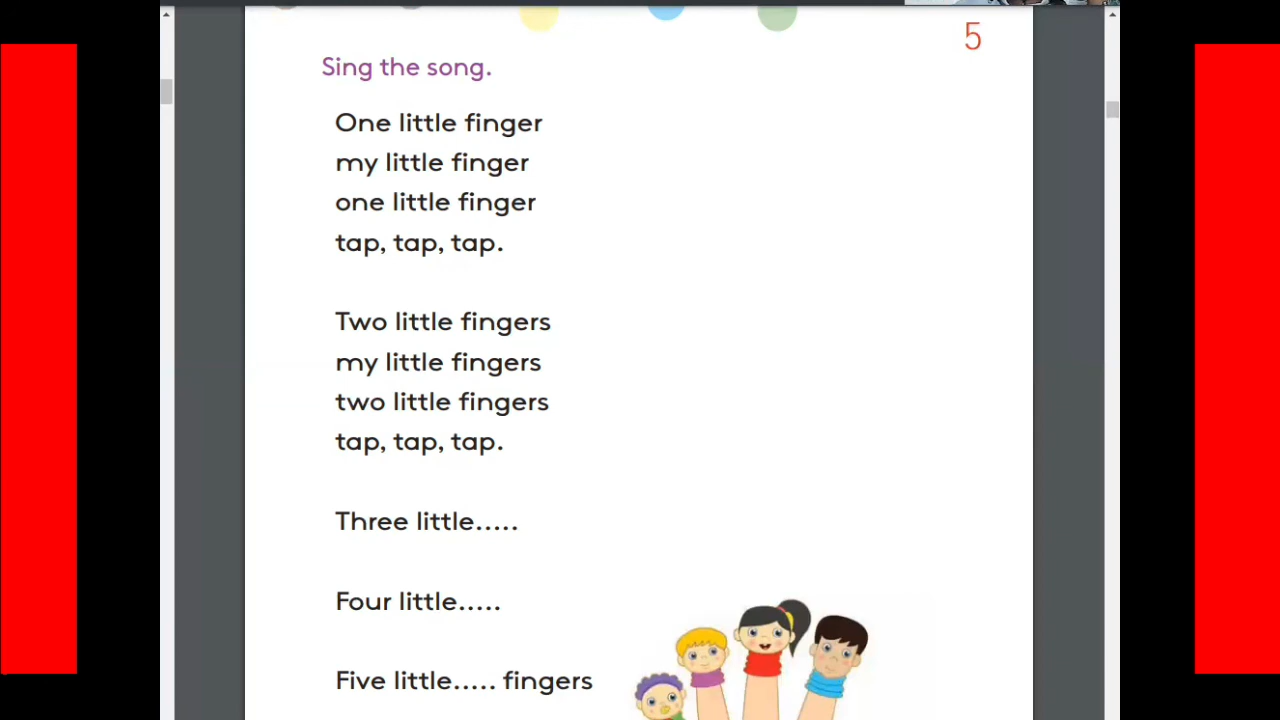 5
Sing the song.
One little finger
my little finger
one little finger
tap, tap, tap.
Two little fingers
my little fingers
two little fingers
tap, tap, tap.
Three little.....
Four little.....
Five little..... fingers